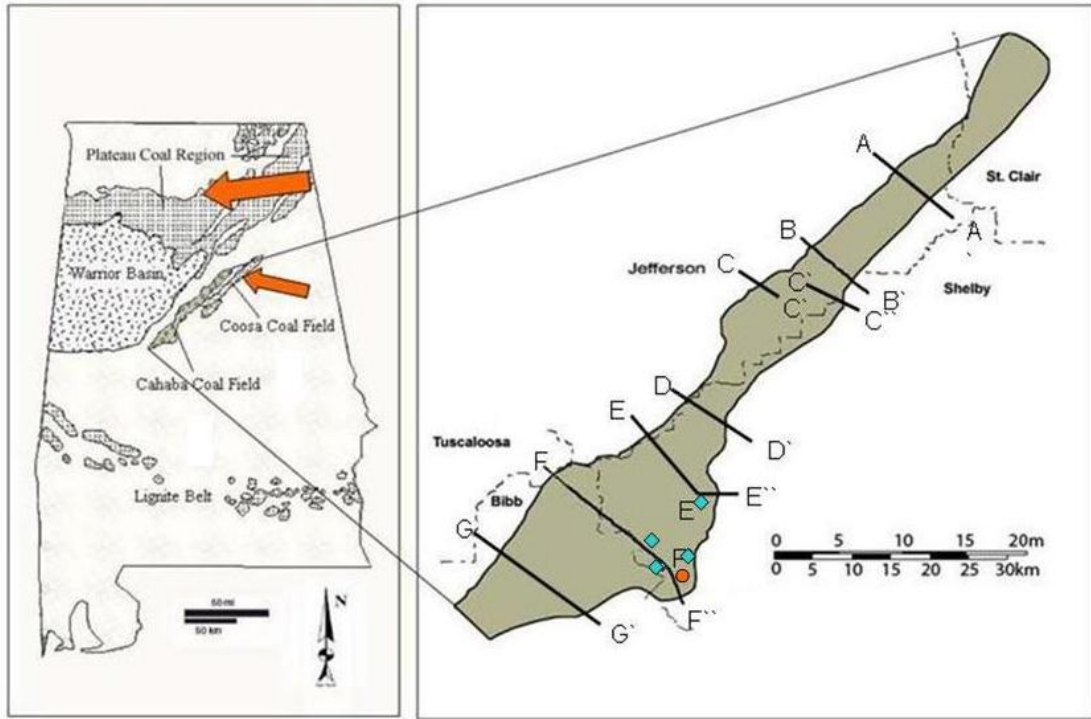 Plateau Coal Region
Warrior Basin
Coosa Coal Field
Cahaba Coal Field
Lignite Belt
50 mi
50 km
N
A
St. Clair
A
B
Jefferson
C
C`
C`
B`
C``
Shelby
D
E
D`
Tuscaloosa
F
E``
Bibb
E
G
F
F``
G`
0 5 10 15 20m
0 5 10 15 20 25 30km